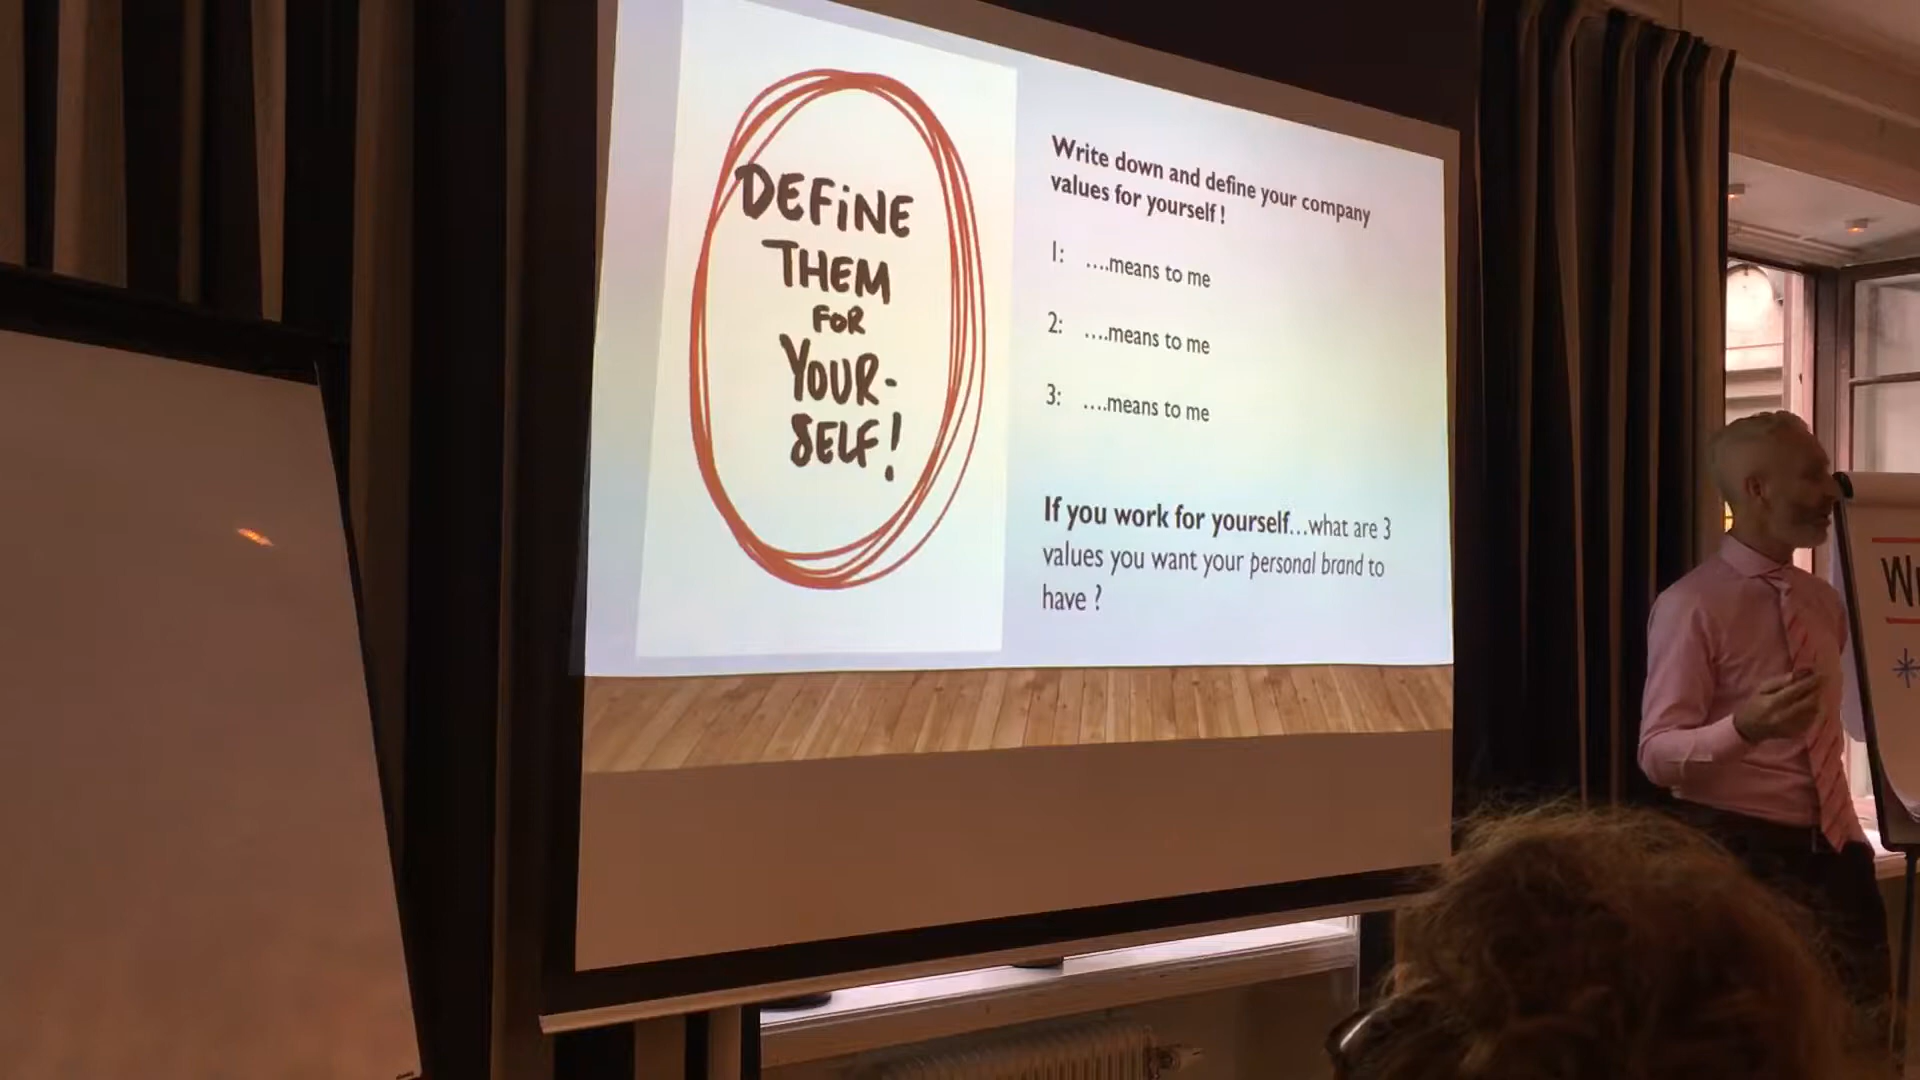 DEFiNE
THEM
FOR
YOUR-
SELF!
Write down and define your company
values for yourself !
1: ....means to me
2: ....means to me
3: ....means to me
If you work for yourself...what are 3
values you want your personal brand to
have ?